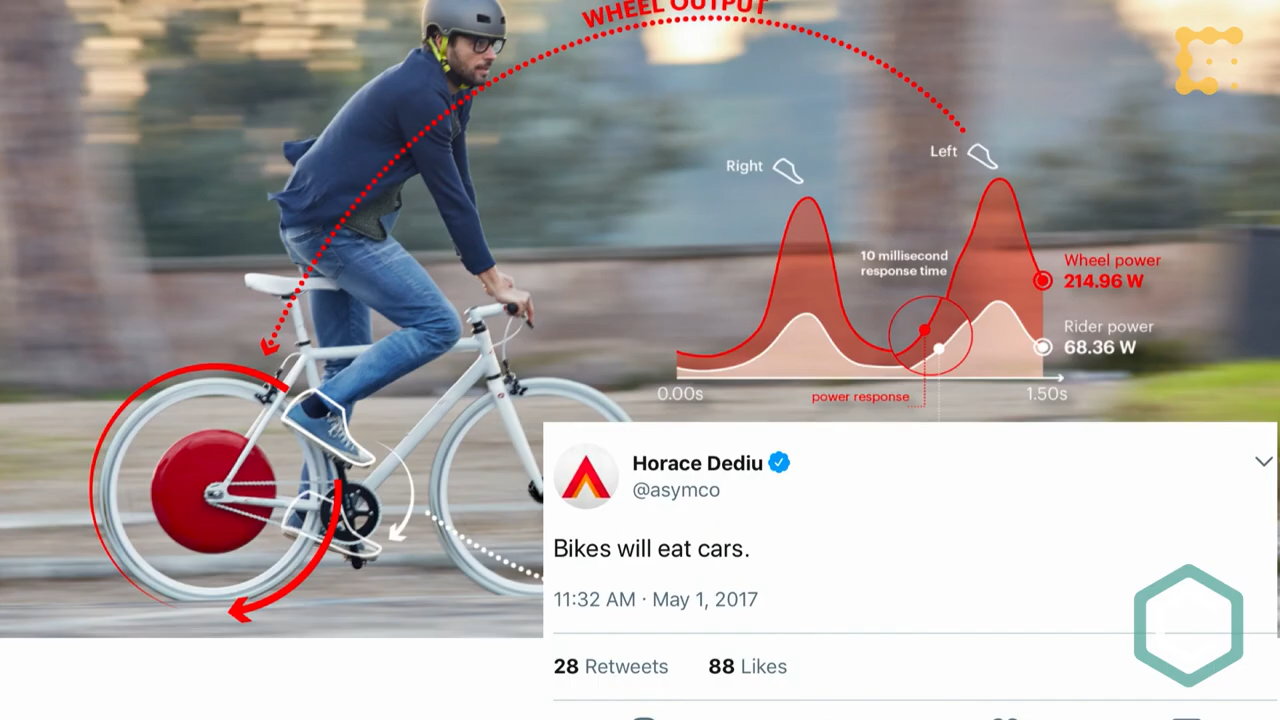 WHEEL OUTPUT
Right
Left
10 millisecond
response time
Wheel power
214.96 W
Rider power
68.36 W
0.00s
power response
1.50s
Horace Dediu
@asymco
Bikes will eat cars.
11:32 AM · May 1, 2017
28 Retweets 88 Likes